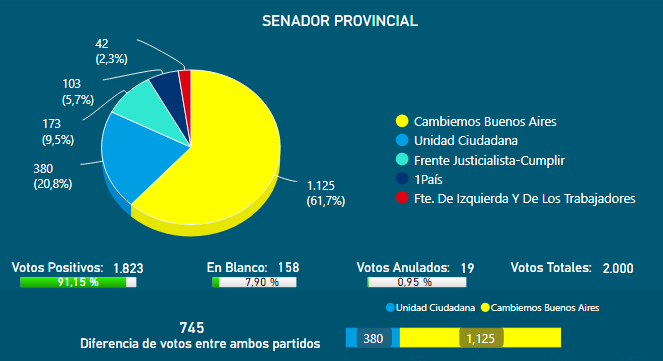 SENADOR PROVINCIAL
42
(2,3%)
103
(5,7%)
173
(9,5%)
380
(20,8%)
1.125
(61,7%)
Cambiemos Buenos Aires
Unidad Ciudadana
Frente Justicialista-Cumplir
1País
Fte. De Izquierda Y De Los Trabajadores
Votos Positivos: 1.823
91,15 %
En Blanco: 158
7,90 %
Votos Anulados: 19
0,95 %
Votos Totales: 2.000
Unidad Ciudadana Cambiemos Buenos Aires
745
Diferencia de votos entre ambos partidos
380 1,125